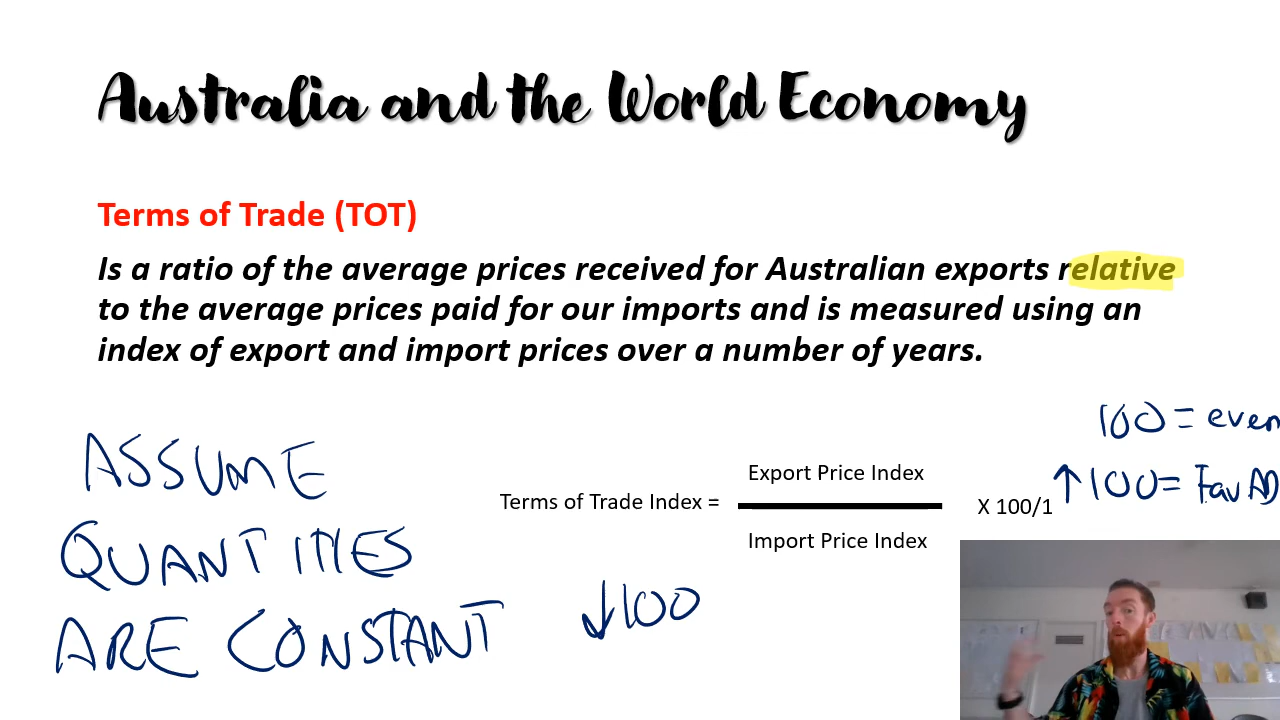 Australia and the World Economy
Terms of Trade (TOT)
Is a ratio of the average prices received for Australian exports relative
to the average prices paid for our imports and is measured using an
index of export and import prices over a number of years.
100 = even
ASSUME
QUANTITIES
ARE CONSTANT
Terms of Trade Index =
Export Price Index
Import Price Index
X 100/1
↑100= Fav AD
↓100